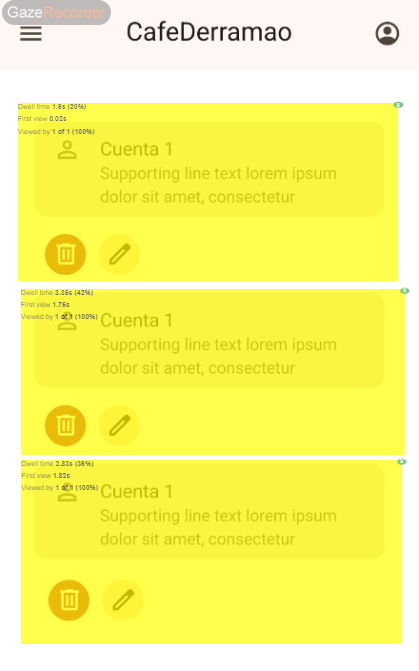 GazeRecorder
CafeDerramao
Dwell time 1.6s (20%)
First view 0.02s
Viewed by 1 of 1 (100%)
Cuenta 1
Supporting line text lorem ipsum
dolor sit amet, consectetur
Dwell time 3.36s (42%)
First view 1.75s
Viewed by 1 of 1 (100%)
Cuenta 1
Supporting line text lorem ipsum
dolor sit amet, consectetur
Dwell time 2.83s (36%)
First view 1.82s
Viewed by 1 of 1 (100%)
Cuenta 1
Supporting line text lorem ipsum
dolor sit amet, consectetur